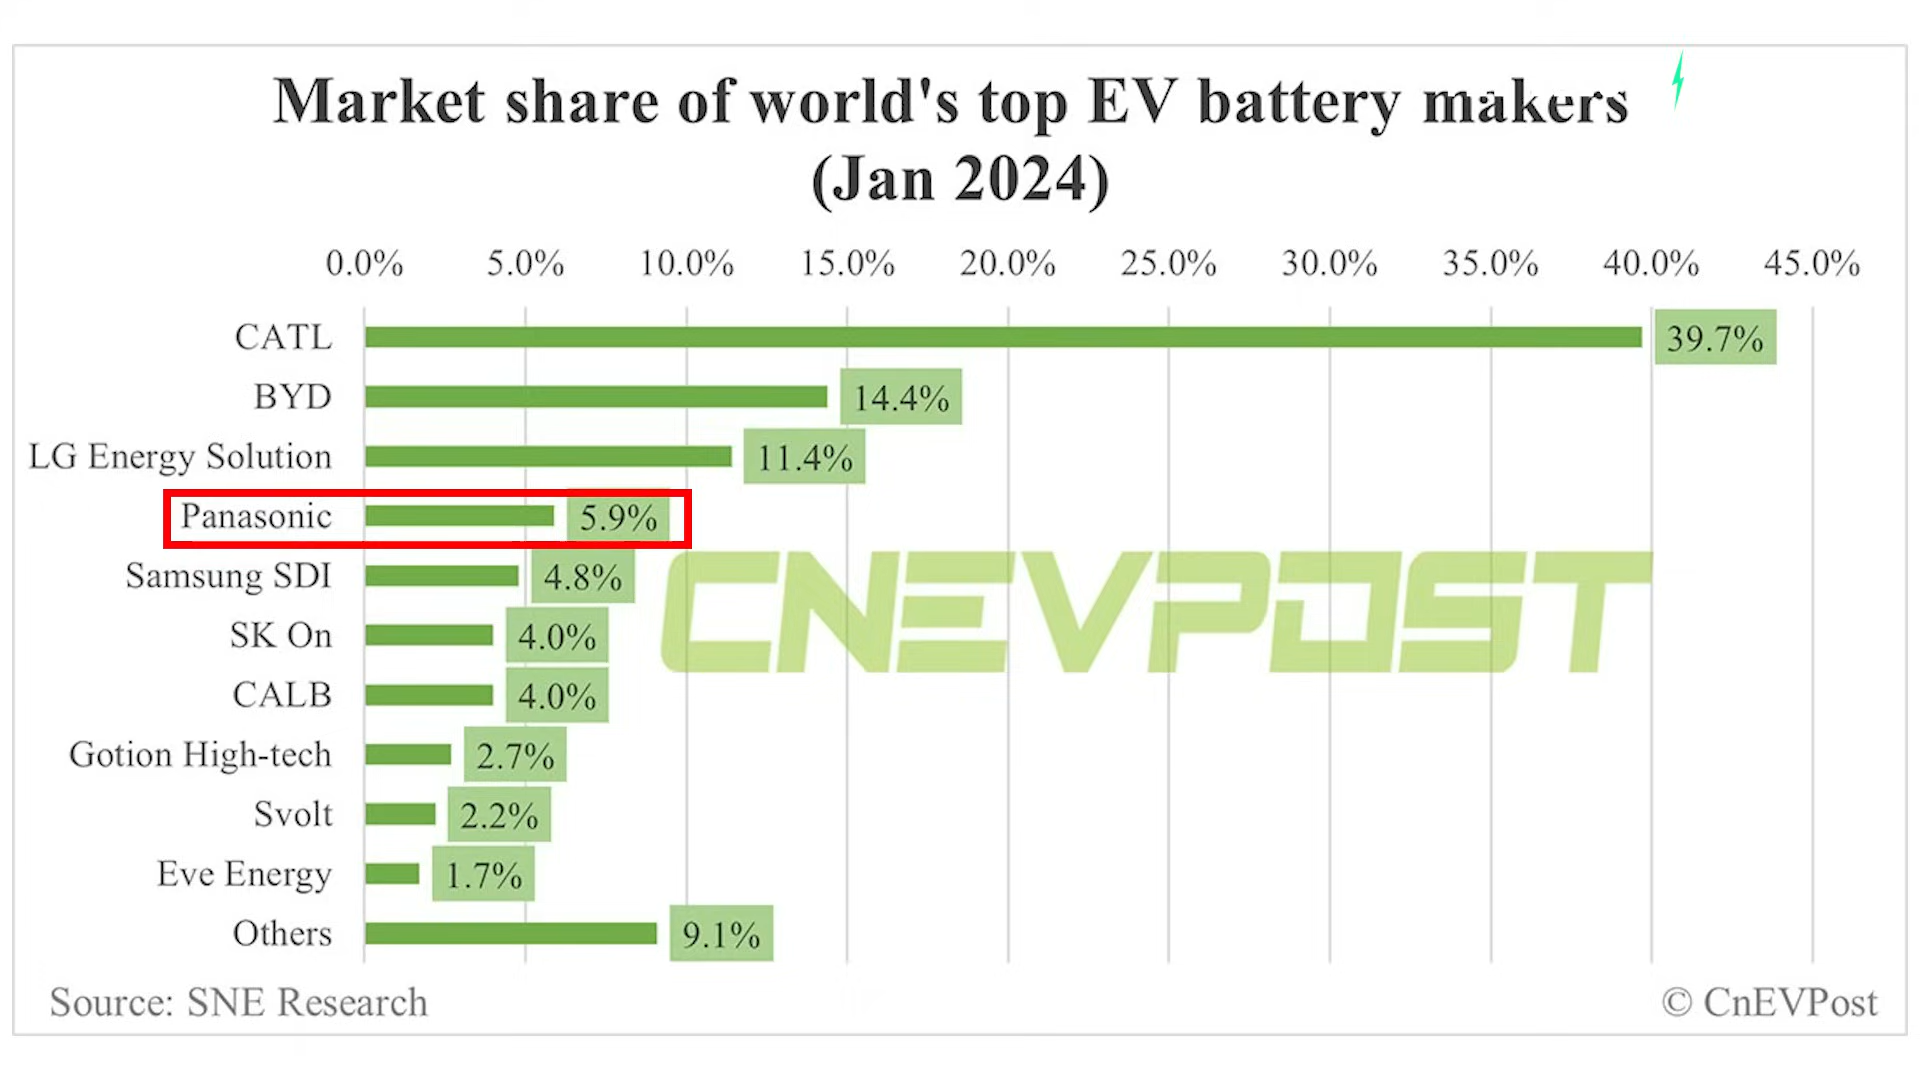 Market share of world's top EV battery makers
(Jan 2024)
0.0% 5.0% 10.0% 15.0% 20.0% 25.0% 30.0% 35.0% 40.0% 45.0%
CATL 39.7%
BYD 14.4%
LG Energy Solution 11.4%
Panasonic 5.9%
Samsung SDI 4.8%
SK On 4.0%
CALB 4.0%
Gotion High-tech 2.7%
Svolt 2.2%
Eve Energy 1.7%
Others 9.1%
CNEVPOST
Source: SNE Research
© CnEVPost